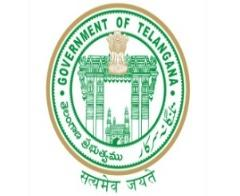 GOVERNMENT OF TELANGANA
తెలంగాణ ప్రభుత్వము
सत्यमेव जयते